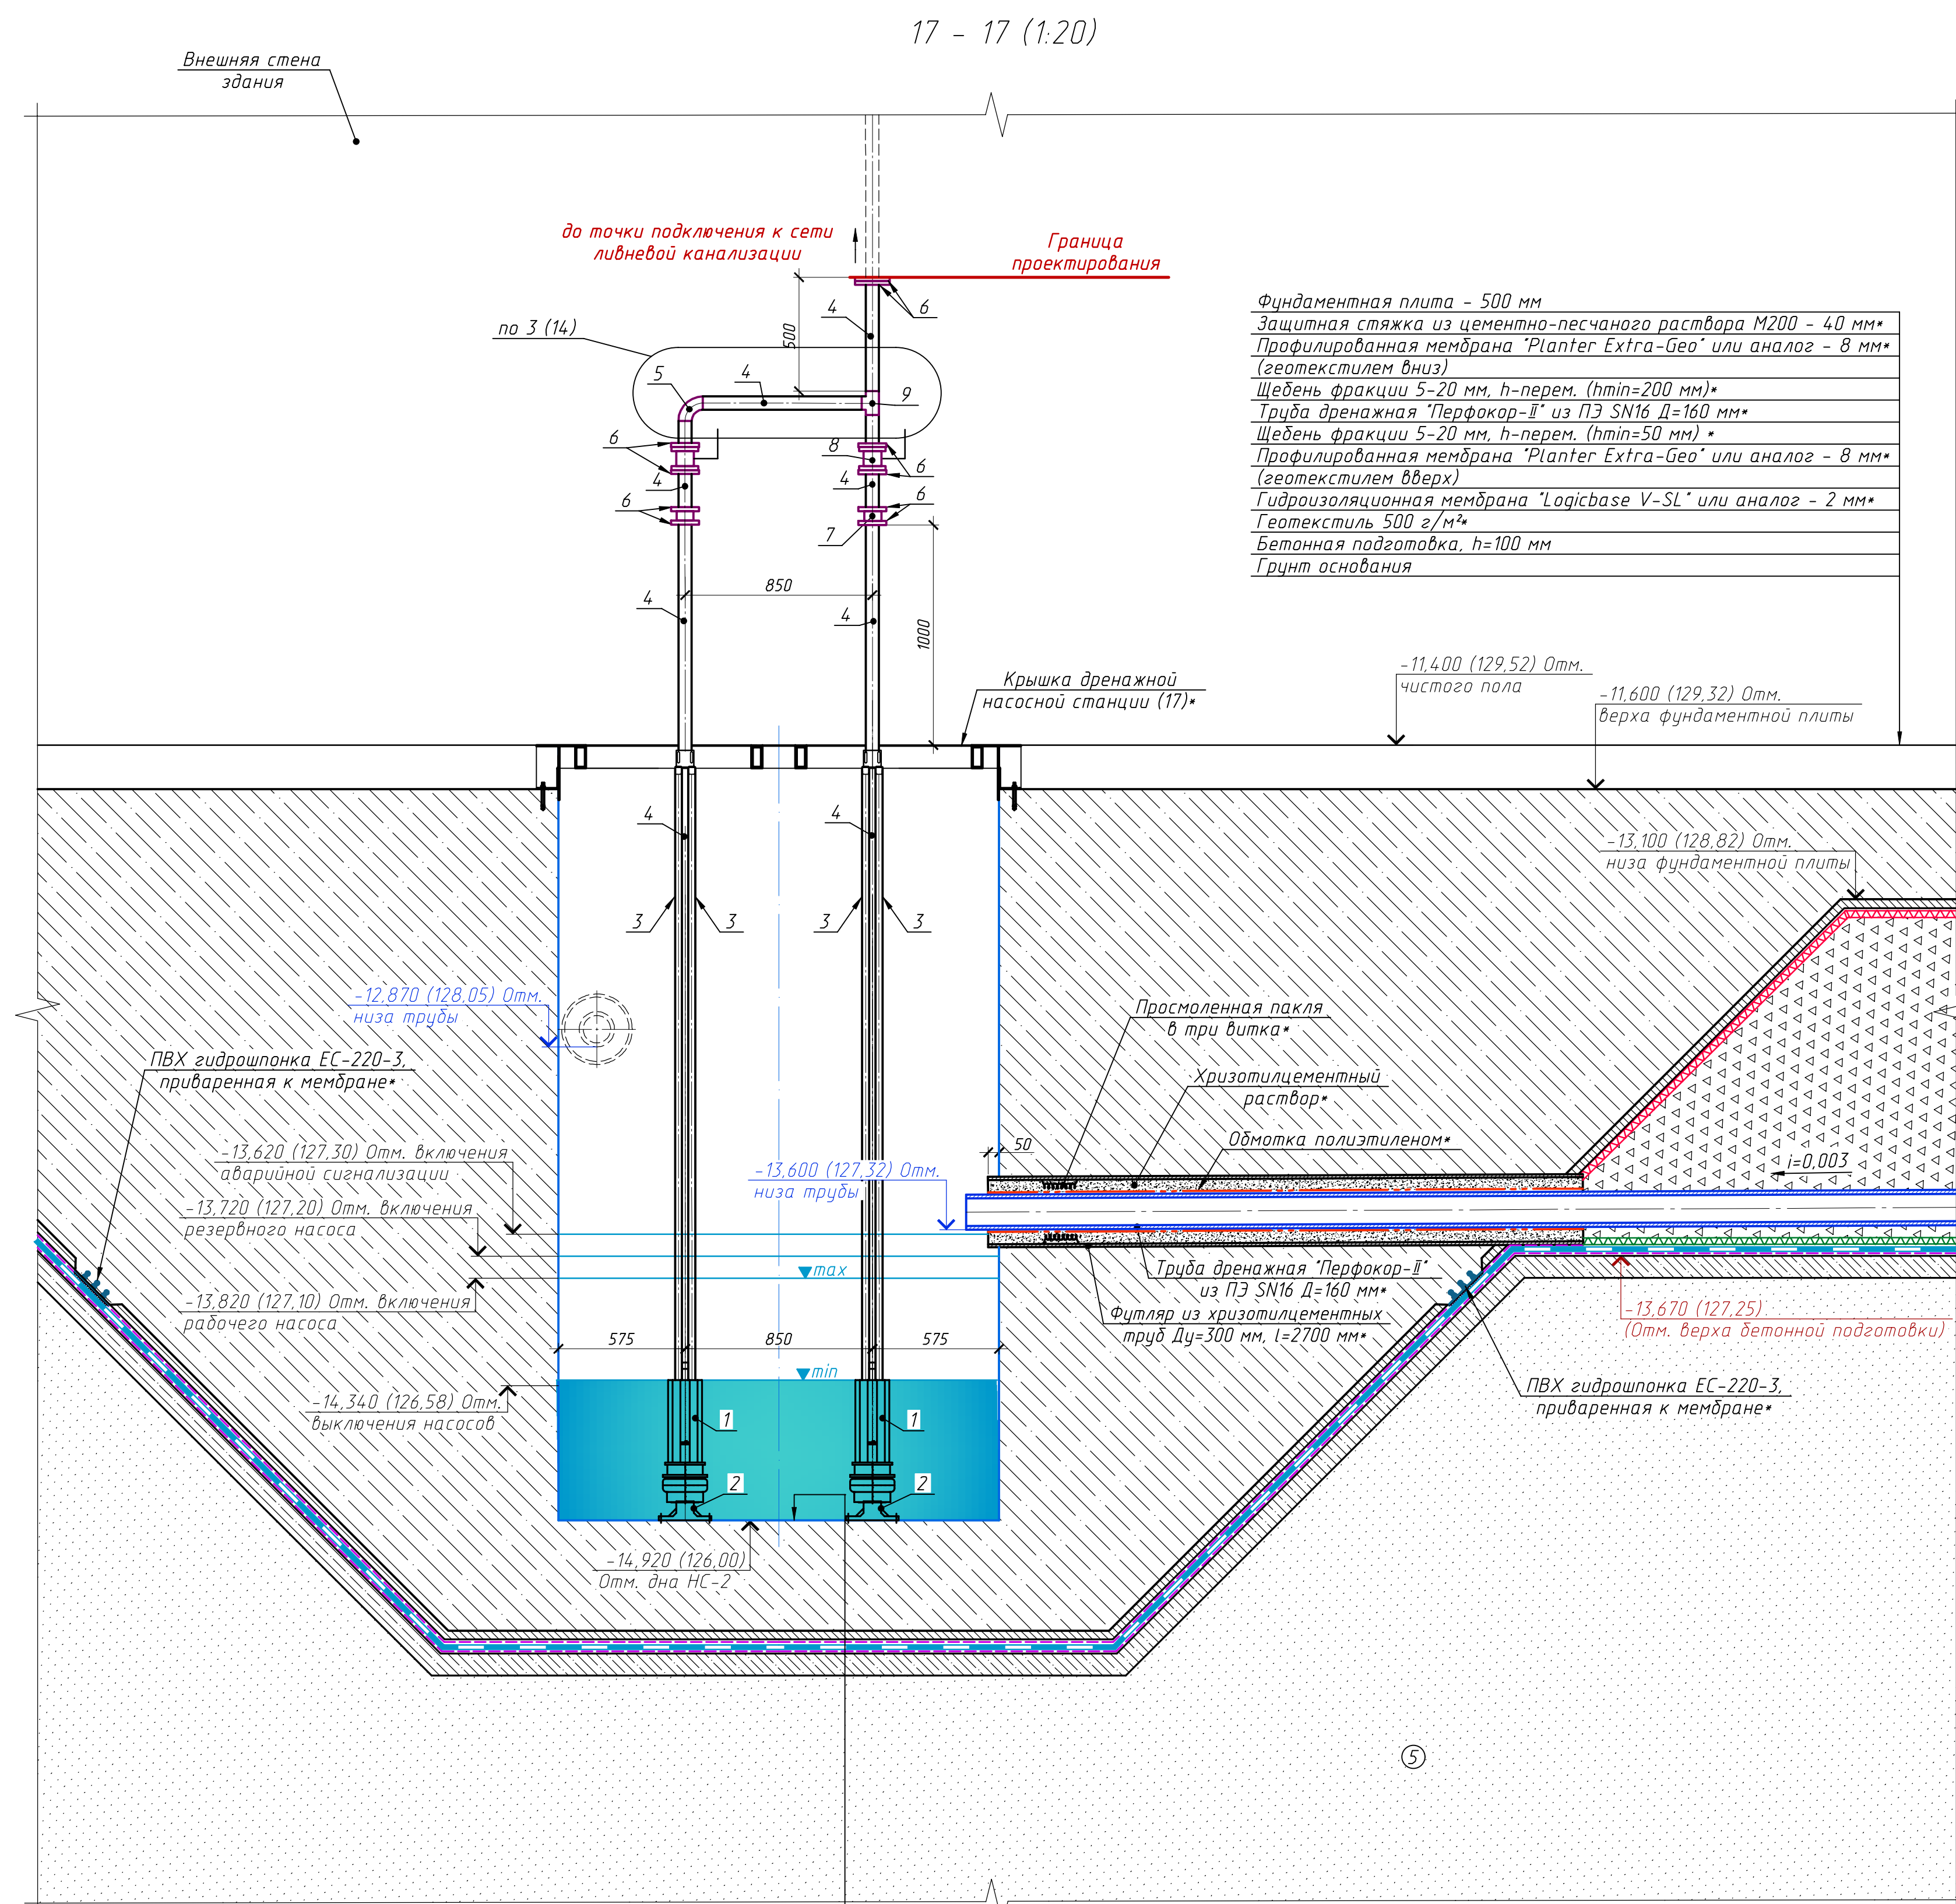 17 - 17 (1:20)
Внешняя стена
здания
до точки подключения к сети
ливневой канализации
Граница
проектирования
по 3 (14)
500
4
6
5
4
9
6
8
6
4
4
6
6
7
850
4
4
1000
Фундаментная плита - 500 мм
Защитная стяжка из цементно-песчаного раствора М200 - 40 мм*
Профилированная мембрана "Planter Extra-Geo" или аналог - 8 мм*
(геотекстилем вниз)
Щебень фракции 5-20 мм, h-перем. (hmin=200 мм)*
Труба дренажная "Перфокор-II" из ПЭ SN16 Д=160 мм*
Щебень фракции 5-20 мм, h-перем. (hmin=50 мм) *
Профилированная мембрана "Planter Extra-Geo" или аналог - 8 мм*
(геотекстилем вверх)
Гидроизоляционная мембрана "Logicbase V-SL" или аналог - 2 мм*
Геотекстиль 500 г/м²*
Бетонная подготовка, h=100 мм
Грунт основания
Крышка дренажной
насосной станции (17)*
-11,400 (129,52) Отм.
чистого пола
-11,600 (129,32) Отм.
верха фундаментной плиты
-13,100 (128,82) Отм.
низа фундаментной плиты
4
4
3
3
3
3
-12,870 (128,05) Отм.
низа трубы
ПВХ гидрошпонка ЕС-220-3,
приваренная к мембране*
Просмоленная пакля
в три витка*
Хризотилцементный
раствор*
Обмотка полиэтиленом*
50
i=0,003
-13,620 (127,30) Отм. включения
аварийной сигнализации
-13,600 (127,32) Отм.
низа трубы
-13,720 (127,20) Отм. включения
резервного насоса
max
-13,820 (127,10) Отм. включения
рабочего насоса
Труба дренажная "Перфокор-II"
из ПЭ SN16 Д=160 мм*
Футляр из хризотилцементных
труб Ду=300 мм, l=2700 мм*
-13,670 (127,25)
(Отм. верха бетонной подготовки)
575
850
575
min
-14,340 (126,58) Отм.
выключения насосов
ПВХ гидрошпонка ЕС-220-3,
приваренная к мембране*
1
1
2
2
-14,920 (126,00)
Отм. дна НС-2
5